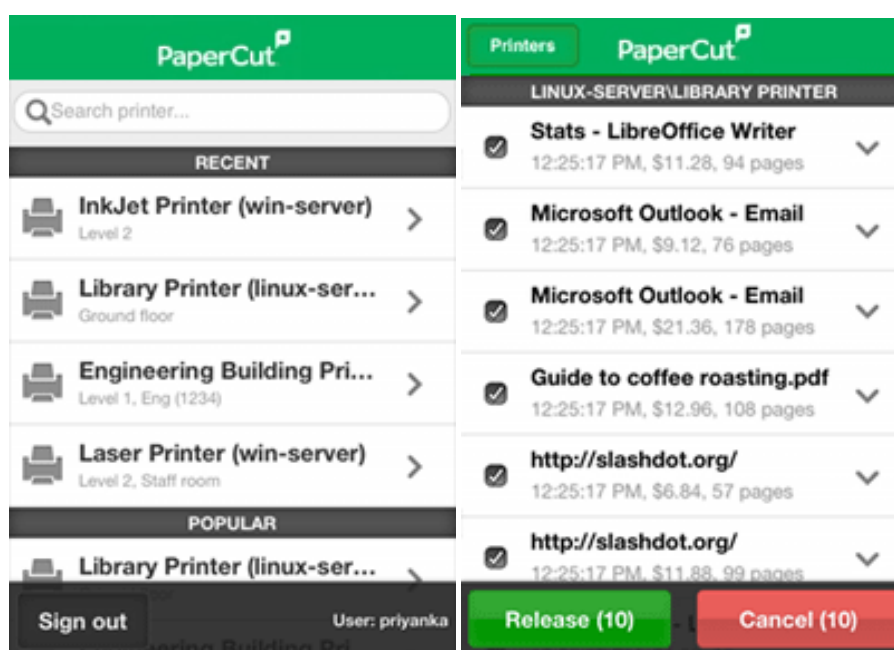 PaperCut
Search printer...
RECENT
InkJet Printer (win-server)
Level 2
Library Printer (linux-ser...
Ground floor
Engineering Building Pri...
Level 1, Eng (1234)
Laser Printer (win-server)
Level 2, Staff room
POPULAR
Library Printer (linux-ser...
Sign out
User: priyanka
Printers
PaperCut
LINUX-SERVER\LIBRARY PRINTER
Stats - LibreOffice Writer
12:25:17 PM, $11.28, 94 pages
Microsoft Outlook - Email
12:25:17 PM, $9.12, 76 pages
Microsoft Outlook - Email
12:25:17 PM, $21.36, 178 pages
Guide to coffee roasting.pdf
12:25:17 PM, $12.96, 108 pages
http://slashdot.org/
12:25:17 PM, $6.84, 57 pages
http://slashdot.org/
12:25:17 PM, $11.88, 99 pages
Release (10)
Cancel (10)